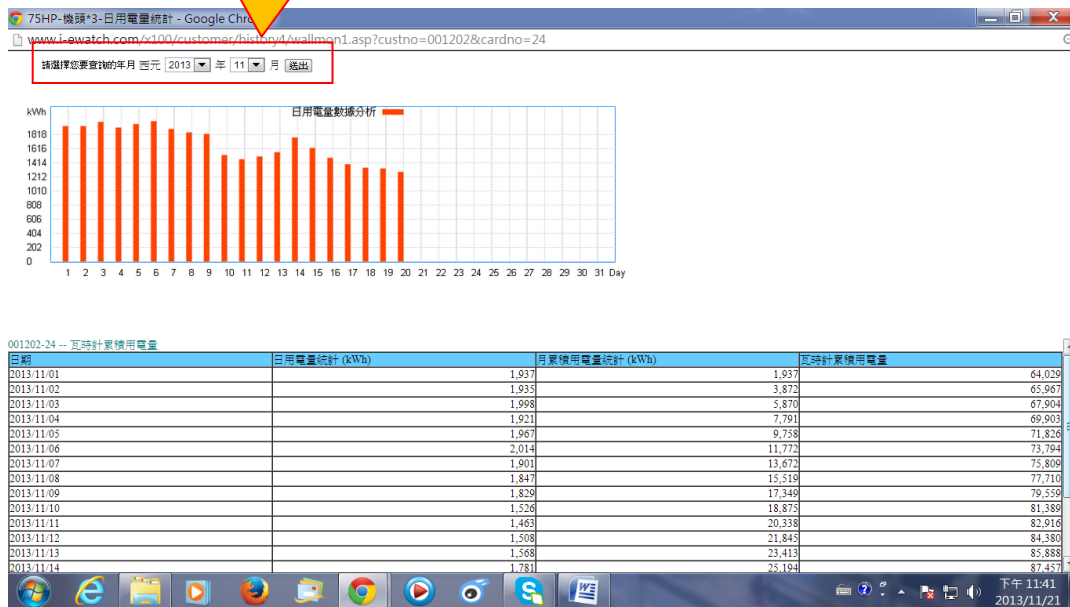 75HP-機頭*3-日用電量統計 - Google Chro
www.i-ewatch.com/x100/customer/history4/wallmon1.asp?custno=001202&cardno=24
請選擇您要查詢的年月 西元 2013 年 11 月 送出
kWh
日用電量數據分析
1818
1616
1414
1212
1010
808
606
404
202
0
1 2 3 4 5 6 7 8 9 10 11 12 13 14 15 16 17 18 19 20 21 22 23 24 25 26 27 28 29 30 31 Day
001202-24 -- 瓦時計累積用電量
日期 日用電量統計 (kWh) 月累積用電量統計 (kWh) 瓦時計累積用電量
2013/11/01 1,937 1,937 64,029
2013/11/02 1,935 3,872 65,967
2013/11/03 1,998 5,870 67,904
2013/11/04 1,921 7,791 69,903
2013/11/05 1,967 9,758 71,826
2013/11/06 2,014 11,772 73,794
2013/11/07 1,901 13,672 75,809
2013/11/08 1,847 15,519 77,710
2013/11/09 1,829 17,349 79,559
2013/11/10 1,526 18,875 81,389
2013/11/11 1,463 20,338 82,916
2013/11/12 1,508 21,845 84,380
2013/11/13 1,568 23,413 85,888
2013/11/14 1,781 25,194 87,457
下午 11:41
2013/11/21